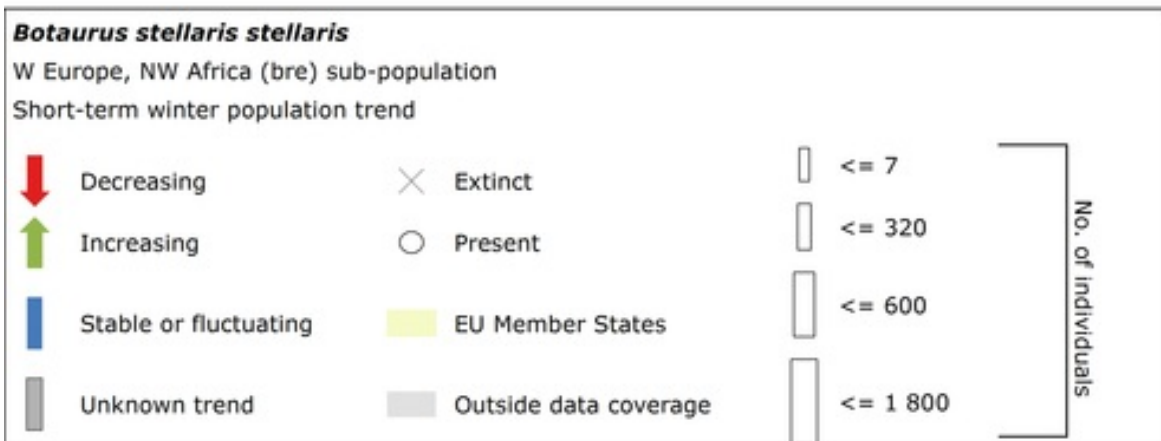 Botaurus stellaris stellaris
W Europe, NW Africa (bre) sub-population
Short-term winter population trend
Decreasing
Increasing
Stable or fluctuating
Unknown trend
Extinct
Present
EU Member States
Outside data coverage
<= 7
<= 320
<= 600
<= 1 800
No. of individuals